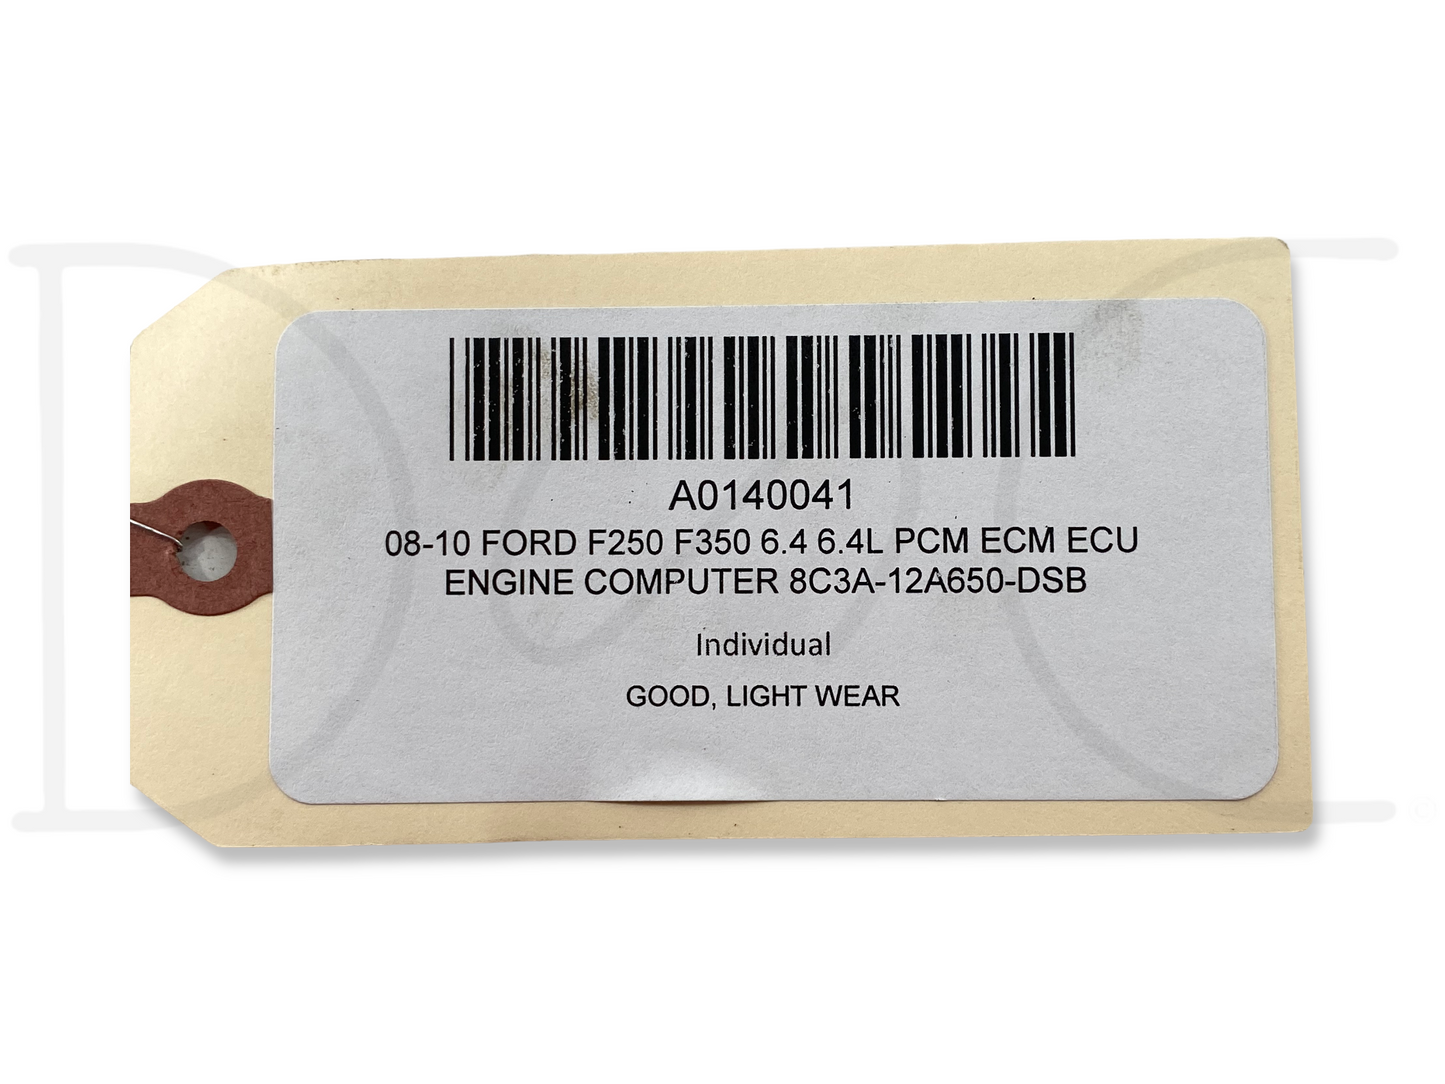 A0140041
08-10 FORD F250 F350 6.4 6.4L PCM ECM ECU
ENGINE COMPUTER 8C3A-12A650-DSB
Individual
GOOD, LIGHT WEAR